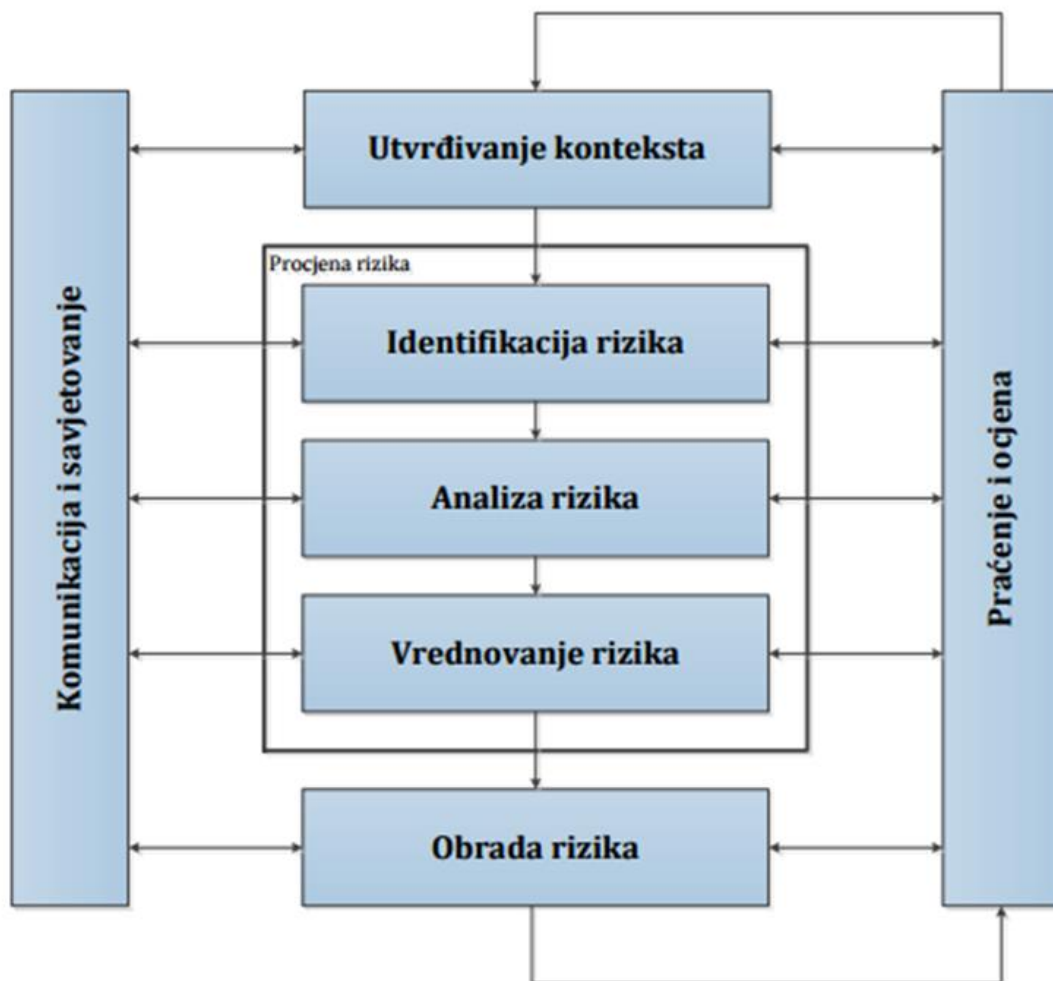 Utvrđivanje konteksta
Procjena rizika
Identifikacija rizika
Analiza rizika
Vrednovanje rizika
Obrada rizika
Komunikacija i savjetovanje
Praćenje i ocjena